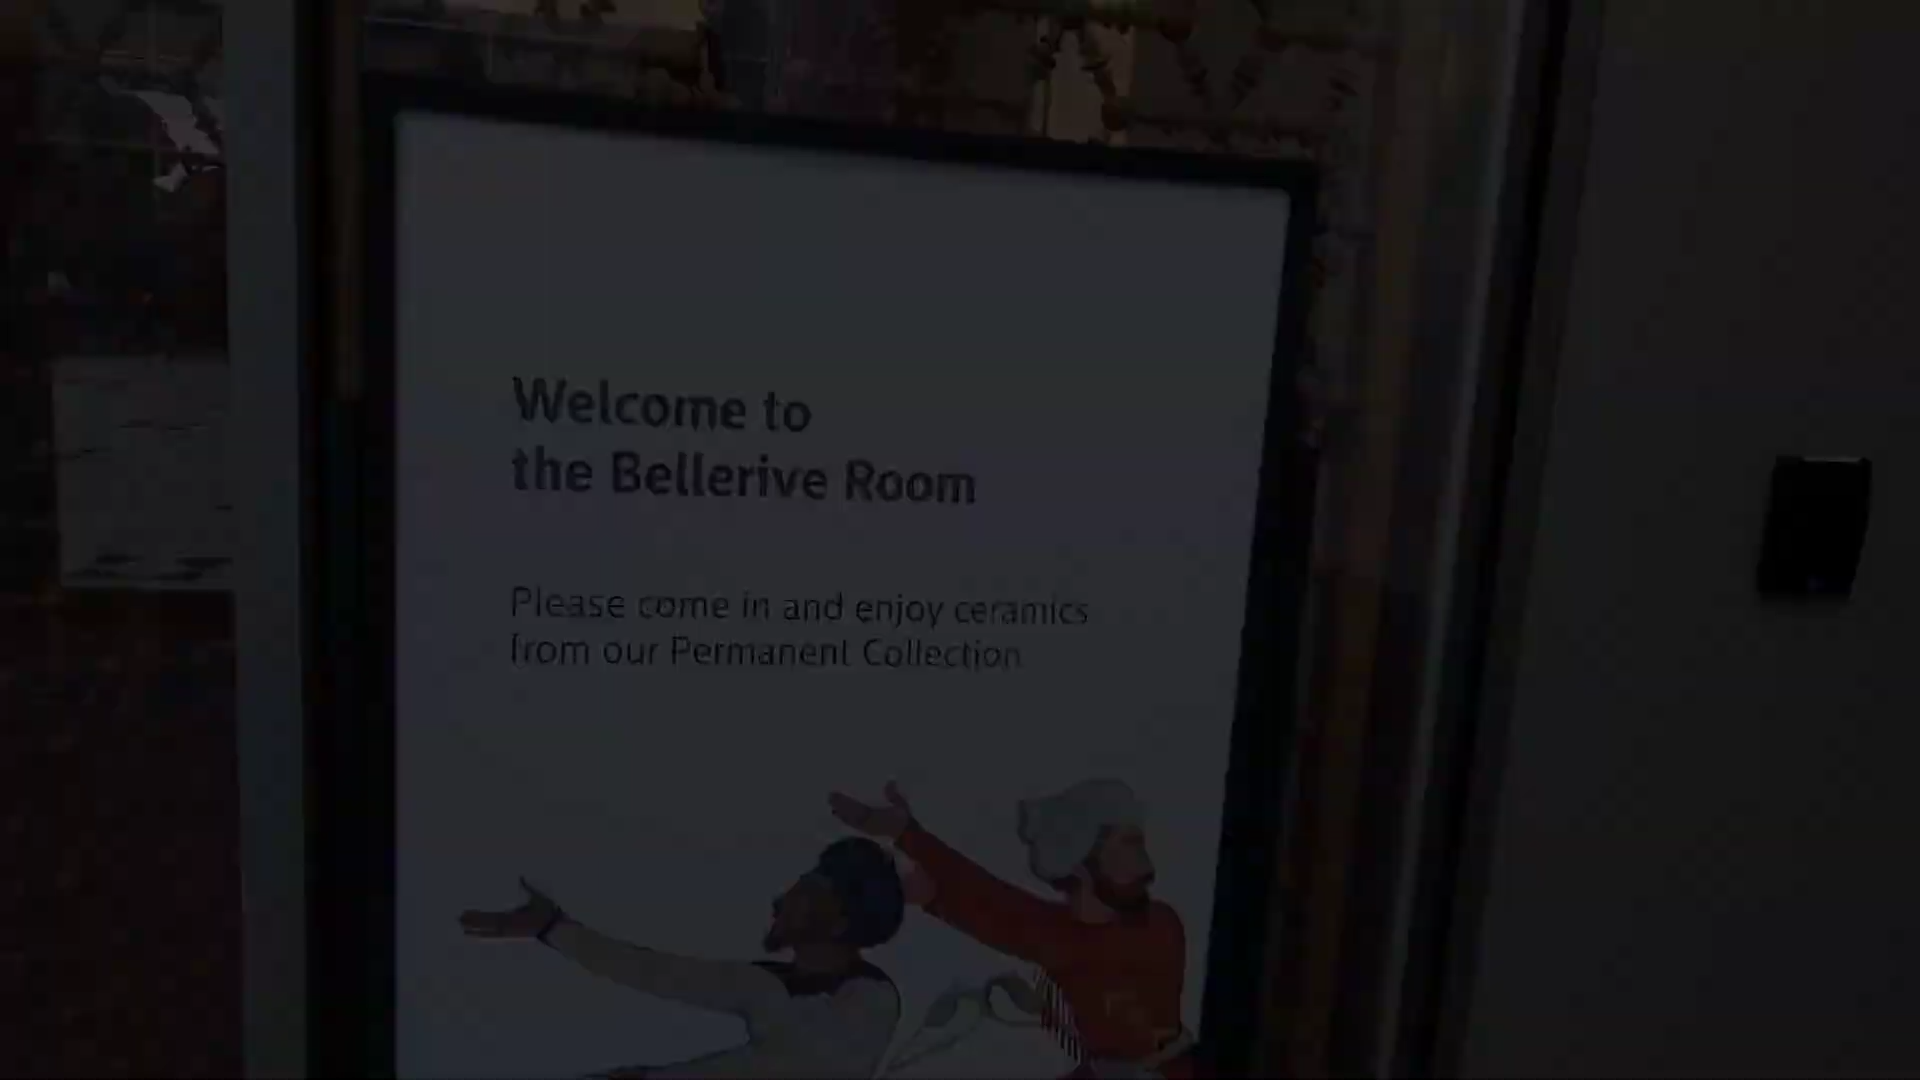 Welcome to
the Bellerive Room
Please come in and enjoy ceramics
from our Permanent Collection